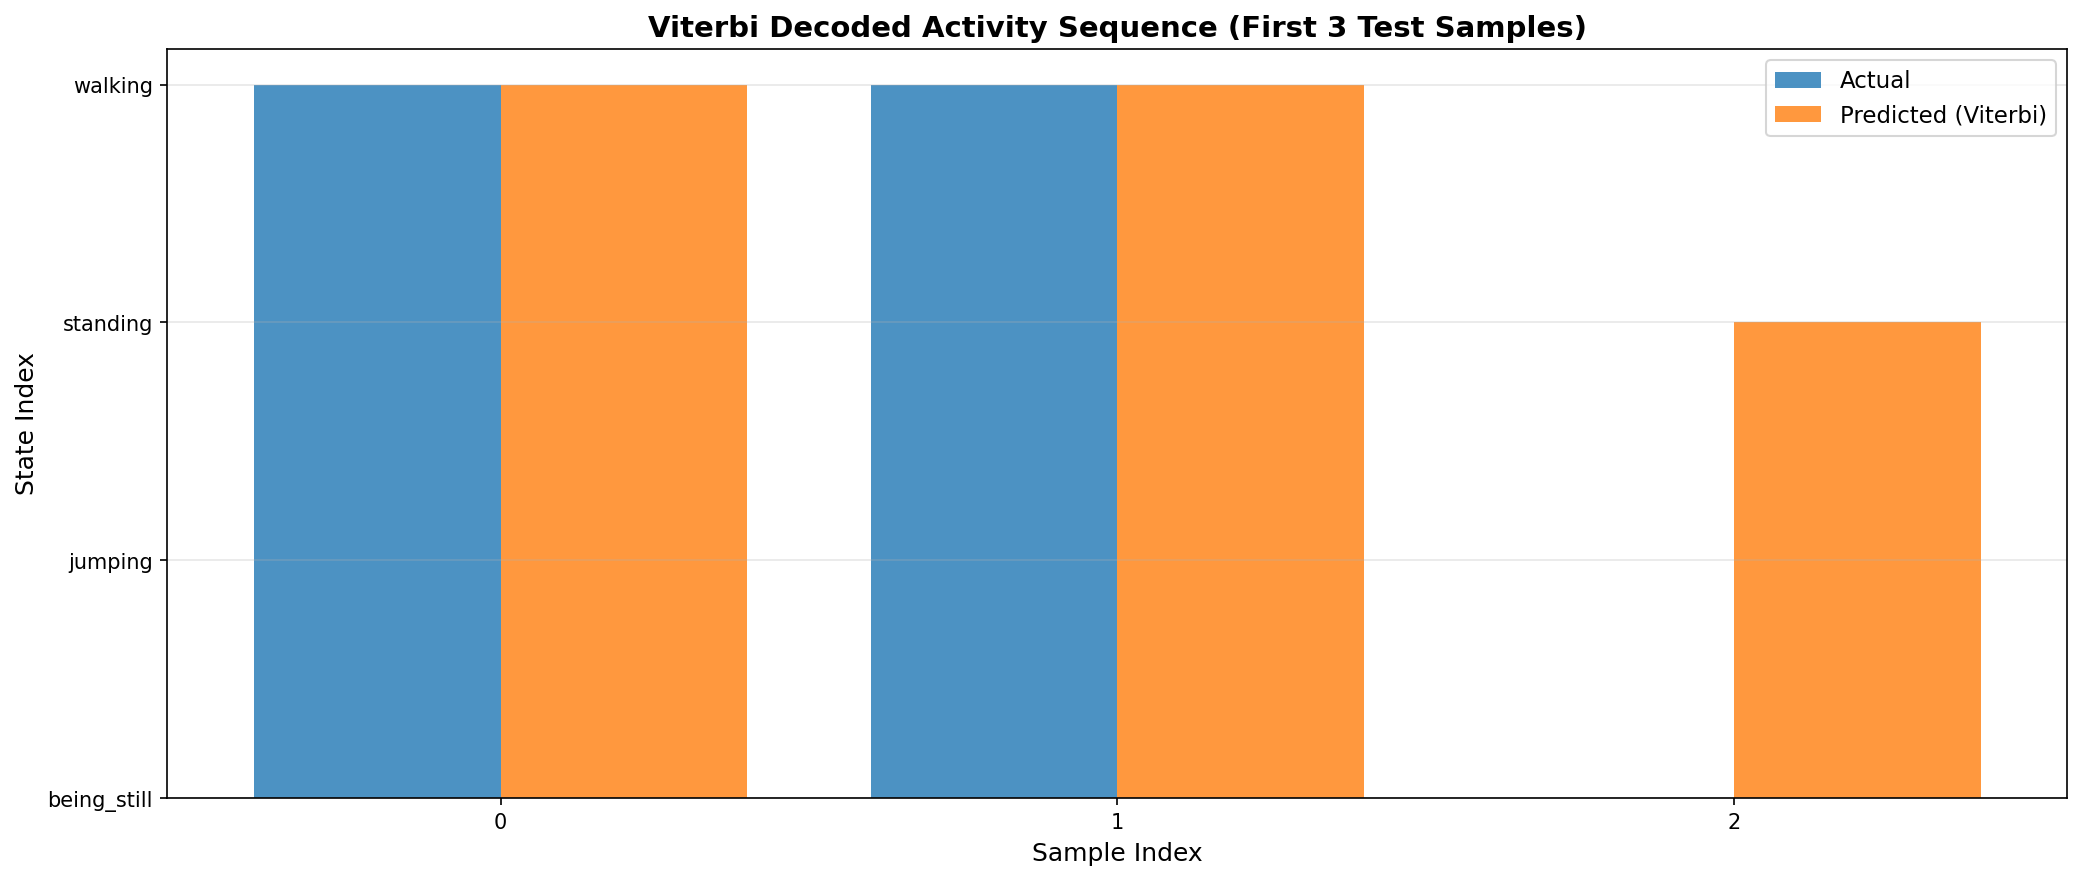 Viterbi Decoded Activity Sequence (First 3 Test Samples)
walking
standing
jumping
being_still
State Index
Actual
Predicted (Viterbi)
0
1
2
Sample Index